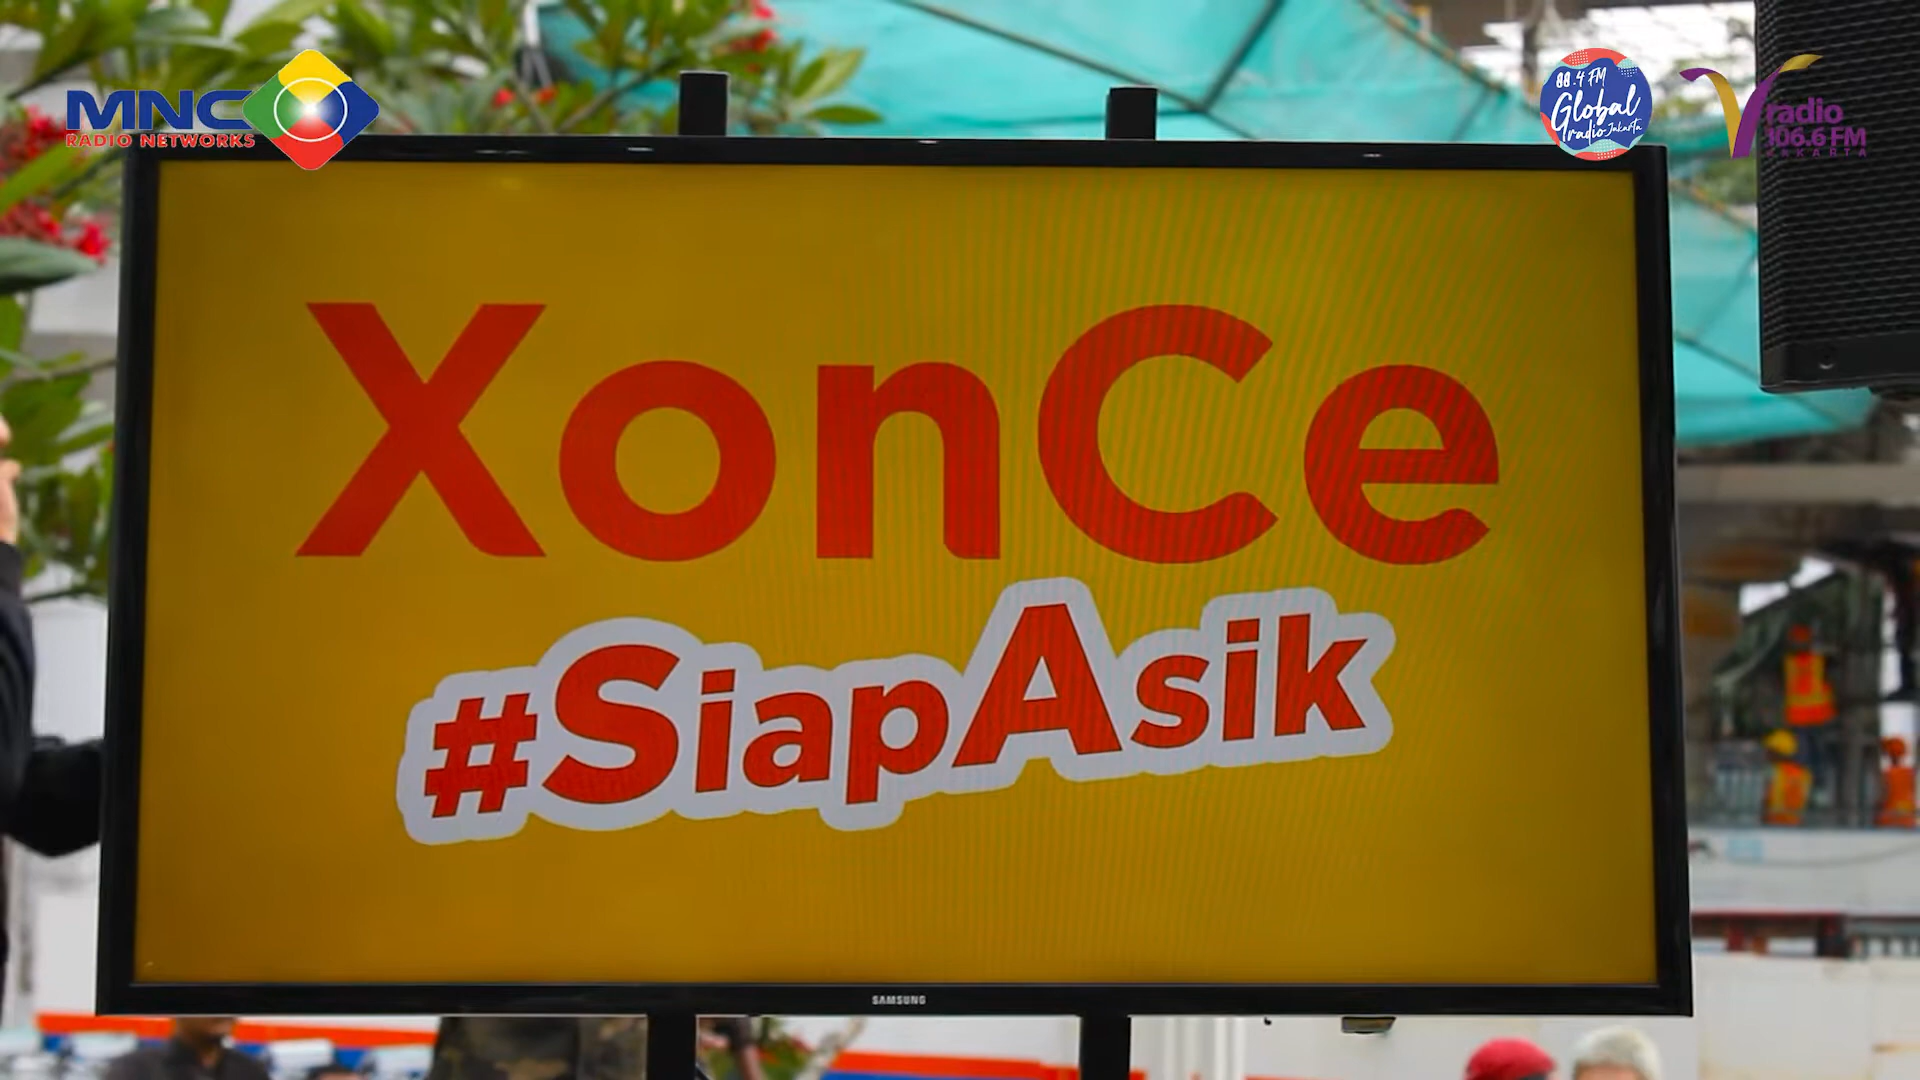 MNC
RADIO NETWORKS
88.4 FM
Global
radio Jakarta
V radio
106.6 FM
JAKARTA
XonCe
#SiapAsik
SAMSUNG